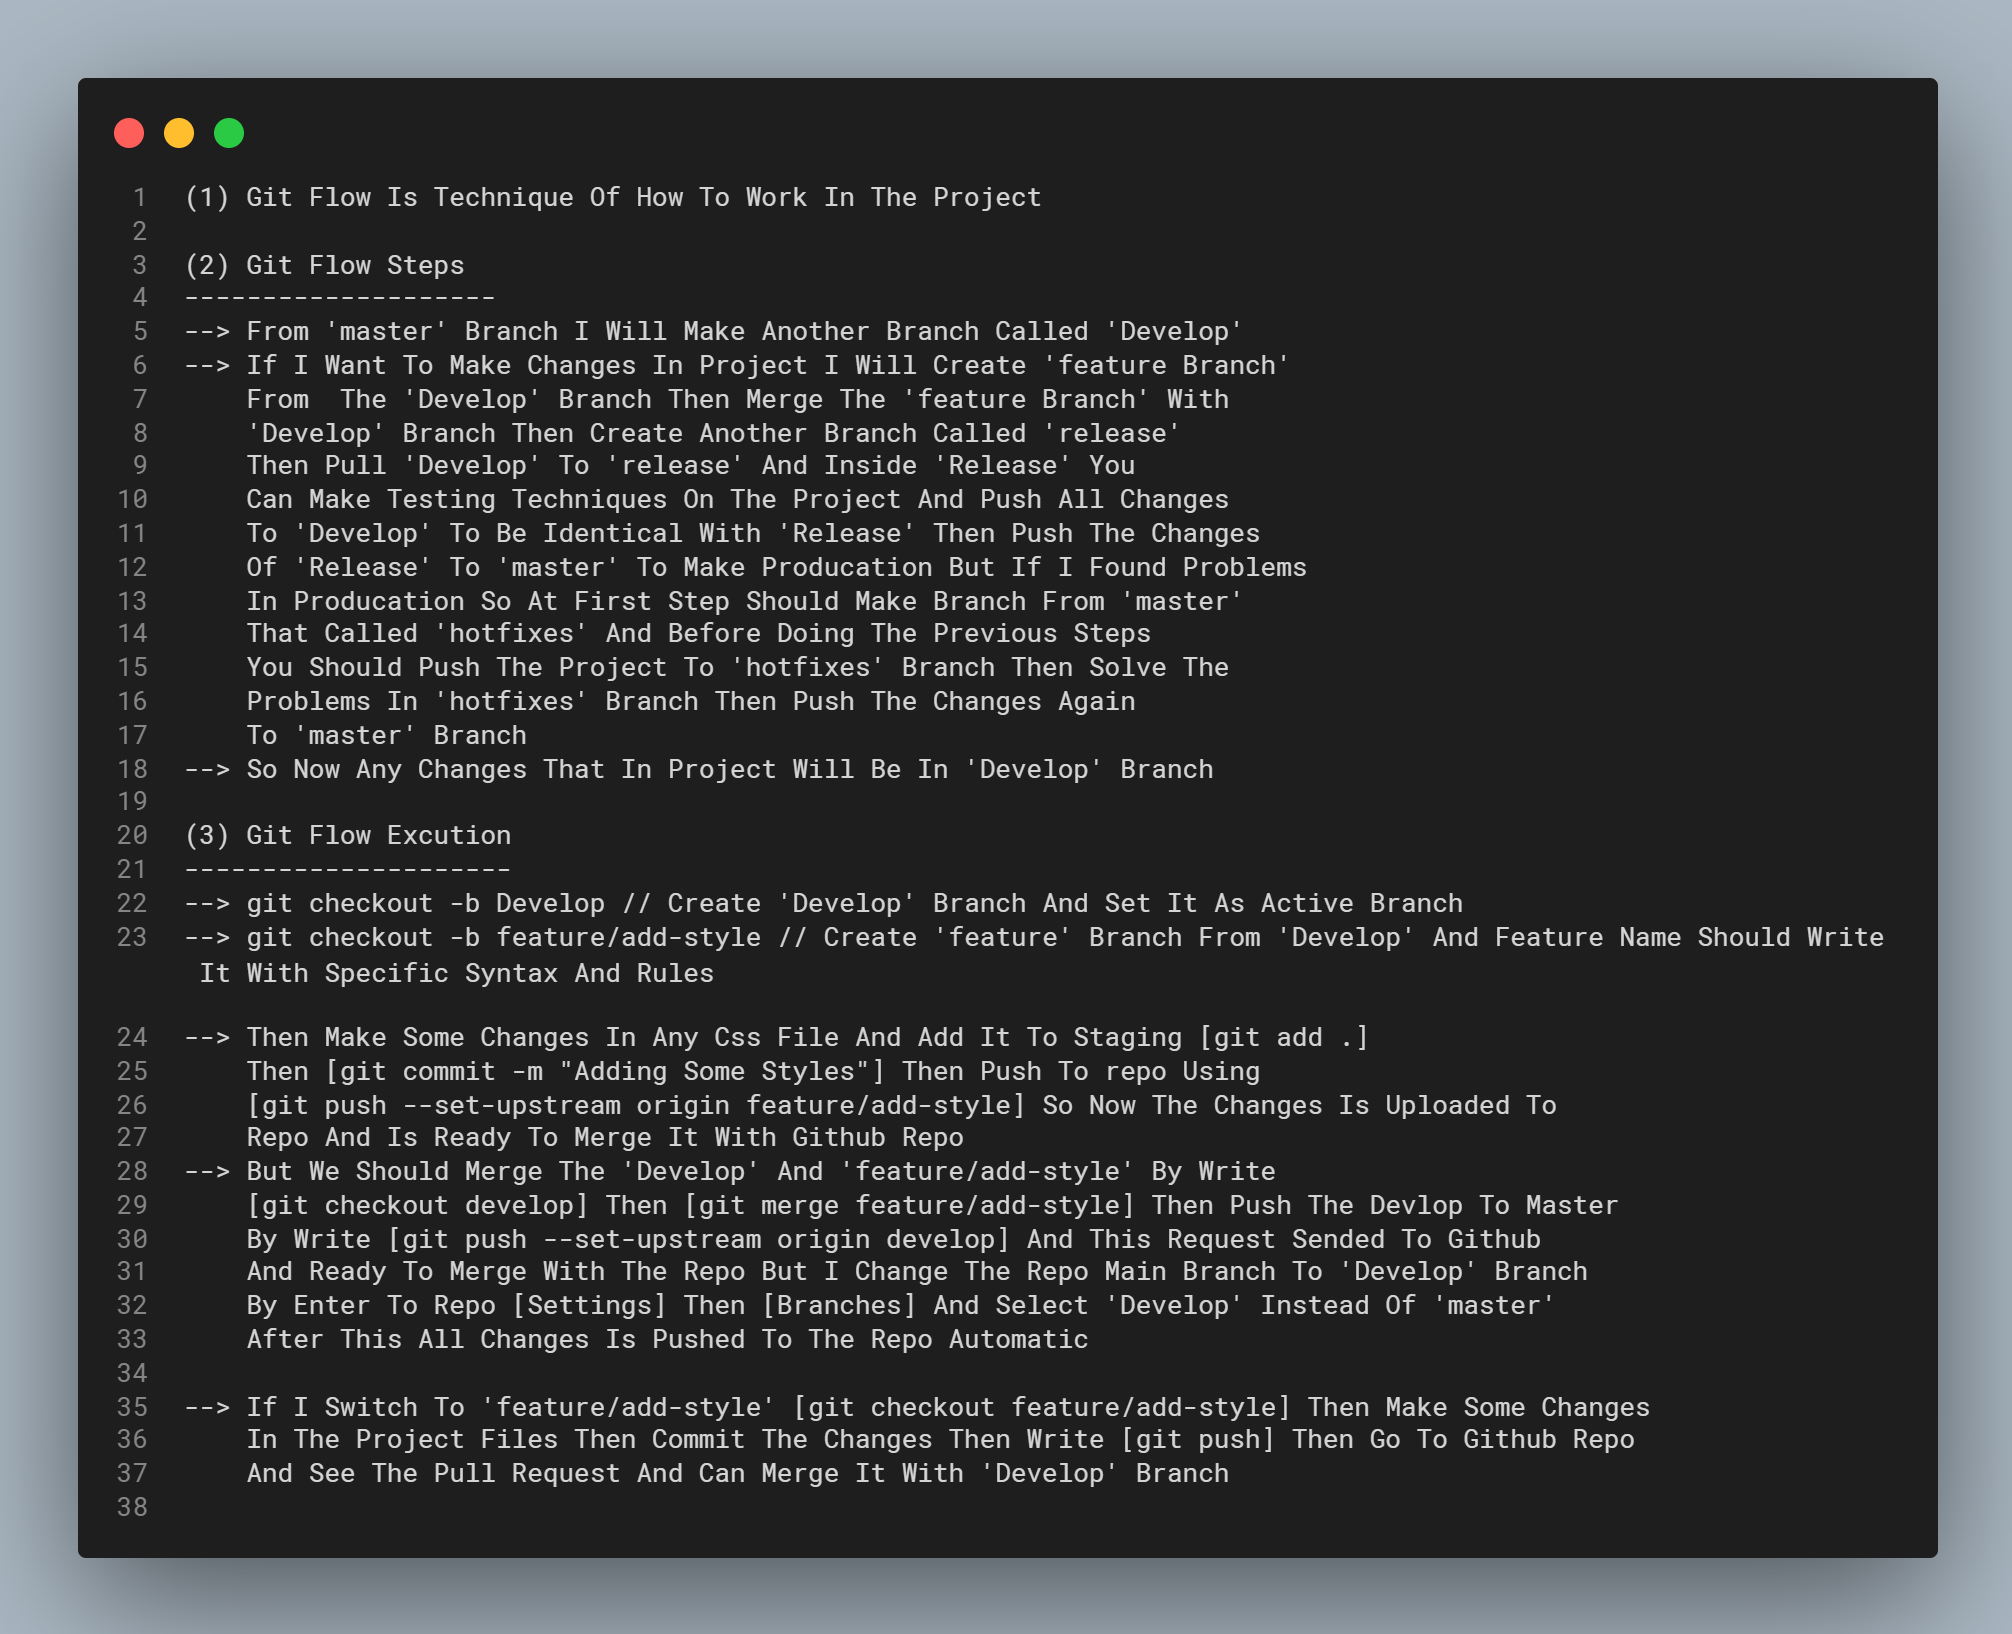 1 (1) Git Flow Is Technique Of How To Work In The Project
2
3 (2) Git Flow Steps
4 --------------------
5 --> From 'master' Branch I Will Make Another Branch Called 'Develop'
6 --> If I Want To Make Changes In Project I Will Create 'feature Branch'
7     From  The 'Develop' Branch Then Merge The 'feature Branch' With
8     'Develop' Branch Then Create Another Branch Called 'release'
9     Then Pull 'Develop' To 'release' And Inside 'Release' You
10     Can Make Testing Techniques On The Project And Push All Changes
11     To 'Develop' To Be Identical With 'Release' Then Push The Changes
12     Of 'Release' To 'master' To Make Producation But If I Found Problems
13     In Producation So At First Step Should Make Branch From 'master'
14     That Called 'hotfixes' And Before Doing The Previous Steps
15     You Should Push The Project To 'hotfixes' Branch Then Solve The
16     Problems In 'hotfixes' Branch Then Push The Changes Again
17     To 'master' Branch
18 --> So Now Any Changes That In Project Will Be In 'Develop' Branch
19
20 (3) Git Flow Excution
21 ---------------------
22 --> git checkout -b Develop // Create 'Develop' Branch And Set It As Active Branch
23 --> git checkout -b feature/add-style // Create 'feature' Branch From 'Develop' And Feature Name Should Write
It With Specific Syntax And Rules
24 --> Then Make Some Changes In Any Css File And Add It To Staging [git add .]
25     Then [git commit -m "Adding Some Styles"] Then Push To repo Using
26     [git push --set-upstream origin feature/add-style] So Now The Changes Is Uploaded To
27     Repo And Is Ready To Merge It With Github Repo
28 --> But We Should Merge The 'Develop' And 'feature/add-style' By Write
29     [git checkout develop] Then [git merge feature/add-style] Then Push The Devlop To Master
30     By Write [git push --set-upstream origin develop] And This Request Sended To Github
31     And Ready To Merge With The Repo But I Change The Repo Main Branch To 'Develop' Branch
32     By Enter To Repo [Settings] Then [Branches] And Select 'Develop' Instead Of 'master'
33     After This All Changes Is Pushed To The Repo Automatic
34
35 --> If I Switch To 'feature/add-style' [git checkout feature/add-style] Then Make Some Changes
36     In The Project Files Then Commit The Changes Then Write [git push] Then Go To Github Repo
37     And See The Pull Request And Can Merge It With 'Develop' Branch
38